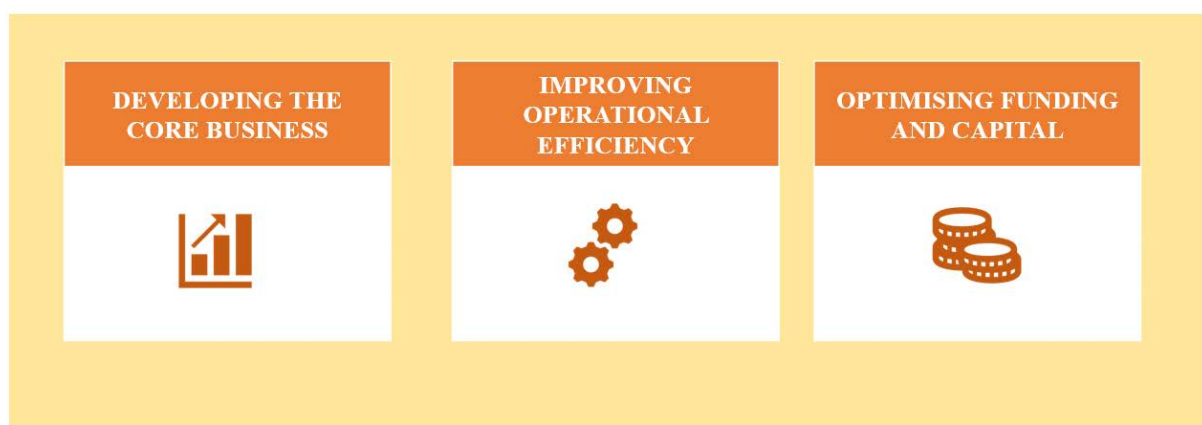 DEVELOPING THE
CORE BUSINESS
IMPROVING
OPERATIONAL
EFFICIENCY
OPTIMISING FUNDING
AND CAPITAL